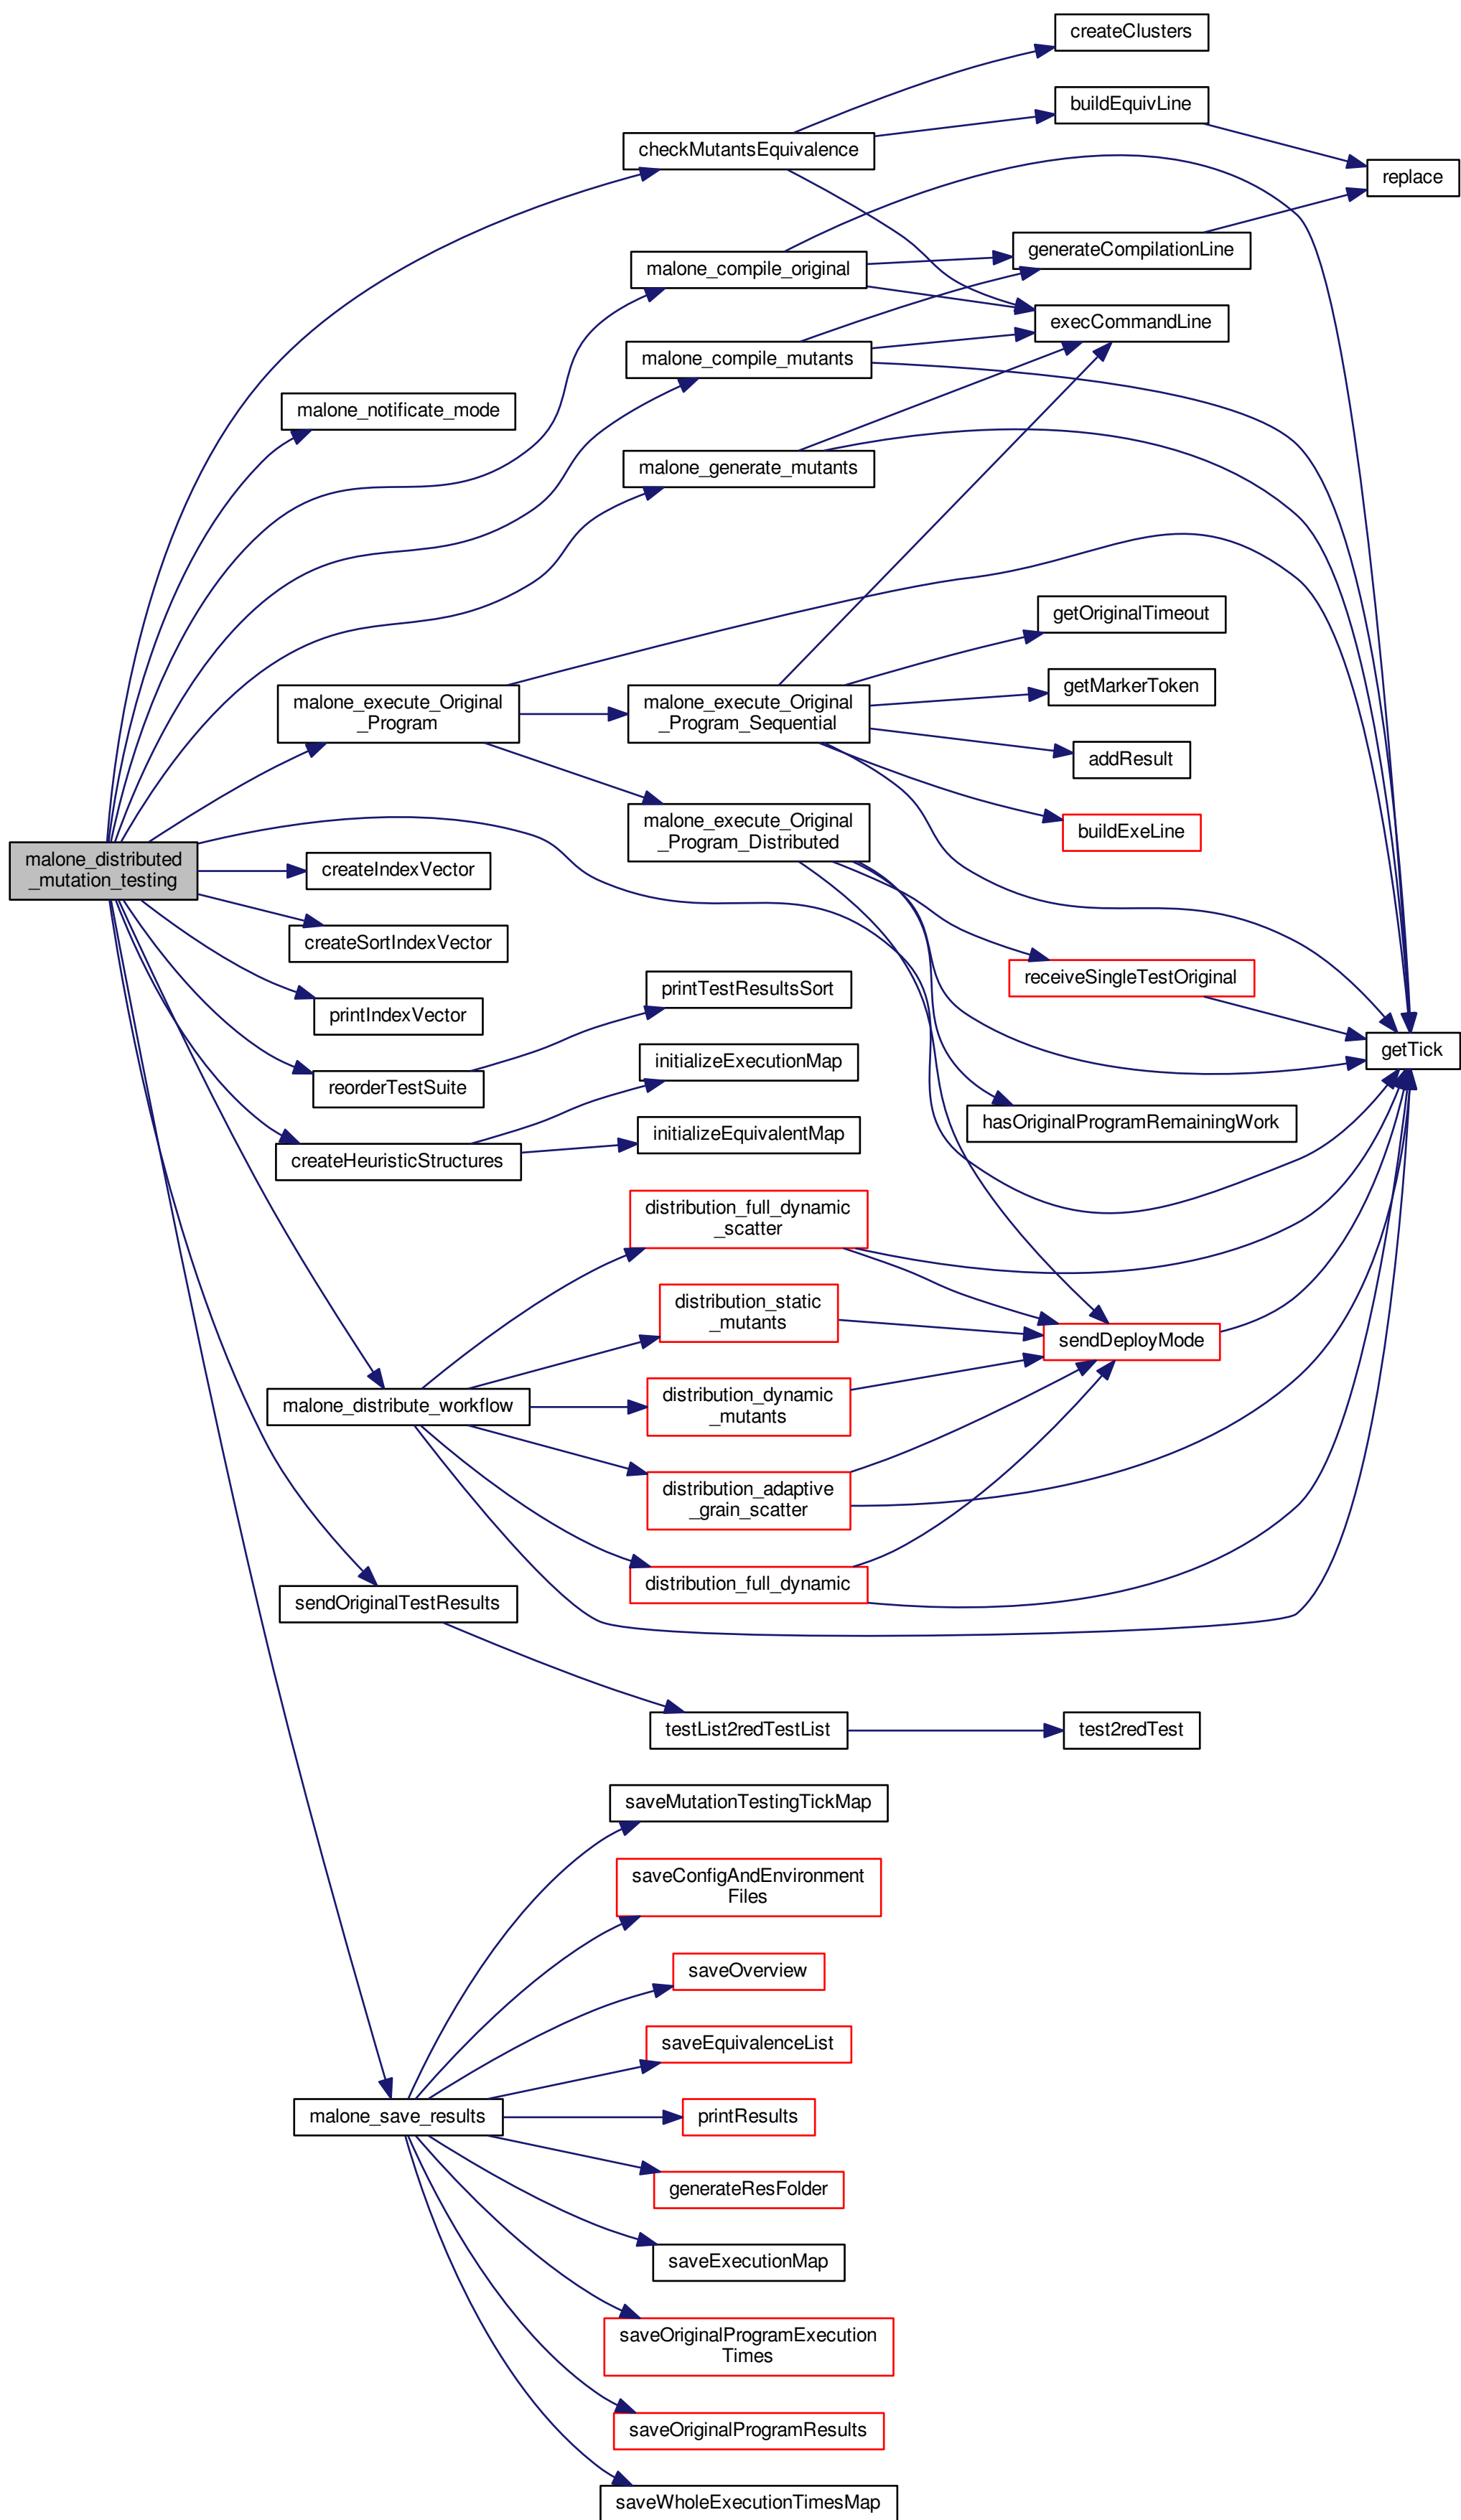 createClusters
buildEquivLine
checkMutantsEquivalence
replace
generateCompilationLine
malone_compile_original
execCommandLine
malone_compile_mutants
malone_notificate_mode
malone_generate_mutants
getOriginalTimeout
getMarkerToken
malone_execute_Original
_Program
malone_execute_Original
_Program_Sequential
addResult
buildExeLine
malone_execute_Original
_Program_Distributed
malone_distributed
_mutation_testing
createIndexVector
createSortIndexVector
receiveSingleTestOriginal
printTestResultsSort
printIndexVector
getTick
initializeExecutionMap
reorderTestSuite
hasOriginalProgramRemainingWork
initializeEquivalentMap
createHeuristicStructures
distribution_full_dynamic
_scatter
distribution_static
_mutants
sendDeployMode
malone_distribute_workflow
distribution_dynamic
_mutants
distribution_adaptive
_grain_scatter
distribution_full_dynamic
sendOriginalTestResults
testList2redTestList
test2redTest
saveMutationTestingTickMap
saveConfigAndEnvironment
Files
saveOverview
saveEquivalenceList
malone_save_results
printResults
generateResFolder
saveExecutionMap
saveOriginalProgramExecution
Times
saveOriginalProgramResults
saveWholeExecutionTimesMap